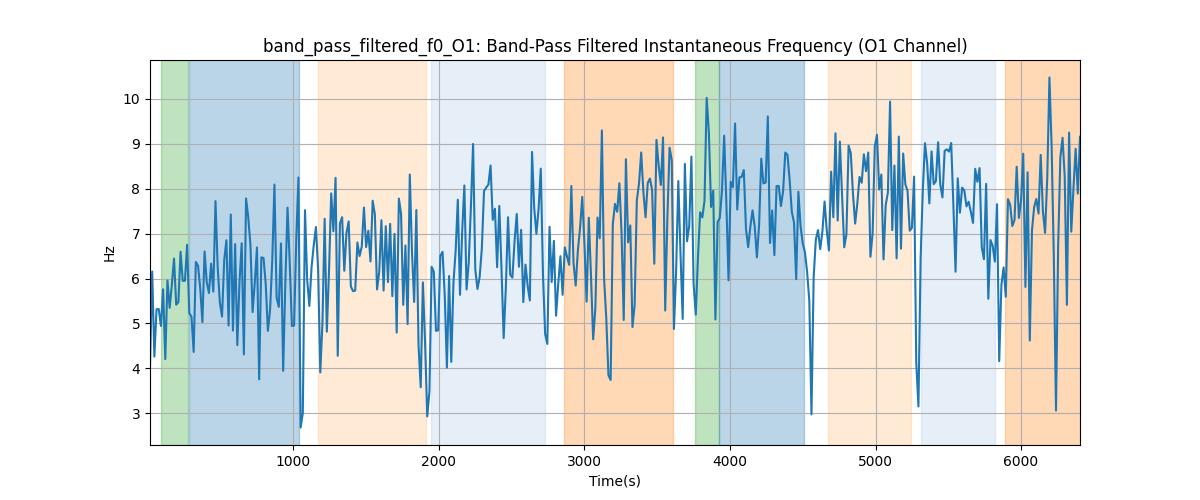 band_pass_filtered_f0_O1: Band-Pass Filtered Instantaneous Frequency (O1 Channel)
10
9
8
7
6
5
4
3
Hz
1000 2000 3000 4000 5000 6000
Time(s)